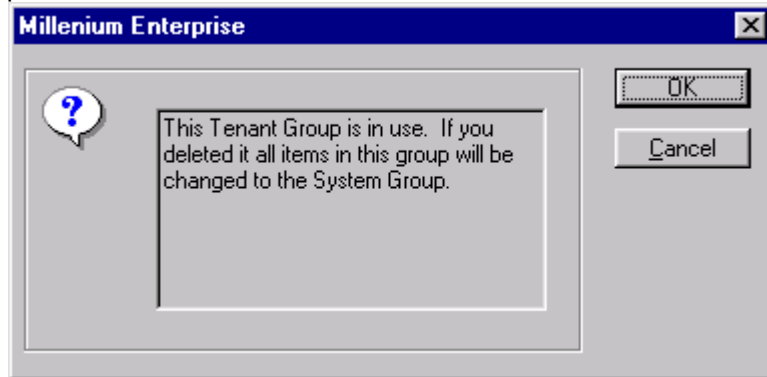 Millenium Enterprise
?
This Tenant Group is in use.  If you
deleted it all items in this group will be
changed to the System Group.
OK
Cancel